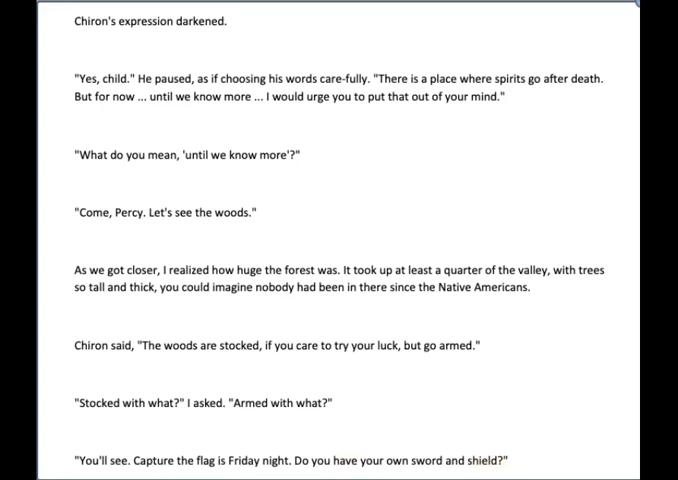 Chiron's expression darkened.
"Yes, child." He paused, as if choosing his words care-fully. "There is a place where spirits go after death.
But for now ... until we know more ... I would urge you to put that out of your mind."
"What do you mean, 'until we know more'?"
"Come, Percy. Let's see the woods."
As we got closer, I realized how huge the forest was. It took up at least a quarter of the valley, with trees
so tall and thick, you could imagine nobody had been in there since the Native Americans.
Chiron said, "The woods are stocked, if you care to try your luck, but go armed."
"Stocked with what?" I asked. "Armed with what?"
"You'll see. Capture the flag is Friday night. Do you have your own sword and shield?"